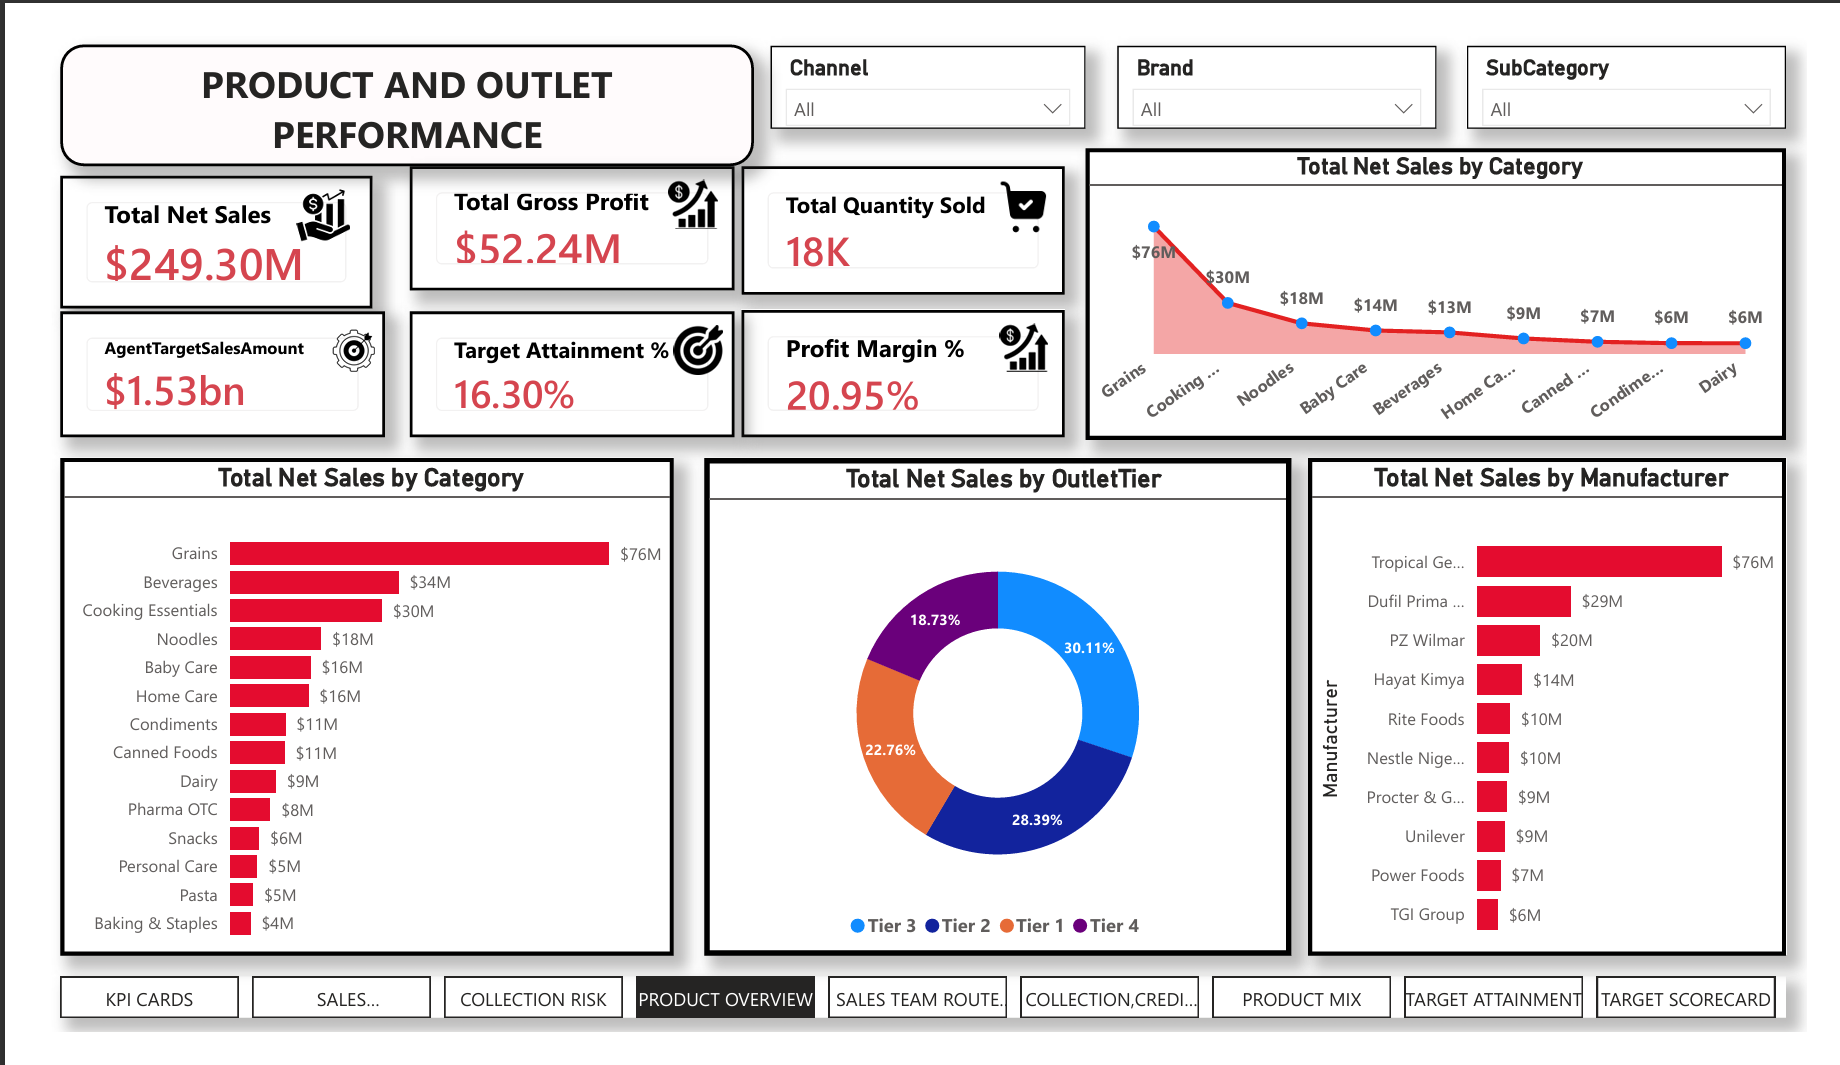 PRODUCT AND OUTLET
PERFORMANCE
Channel
All
Brand
All
SubCategory
All
Total Net Sales
$249.30M
Total Gross Profit
$52.24M
Total Quantity Sold
18K
AgentTargetSalesAmount
$1.53bn
Target Attainment %
16.30%
Profit Margin %
20.95%
Total Net Sales by Category
$76M
$30M
$18M
$14M
$13M
$9M
$7M
$6M
$6M
Grains
Cooking ...
Noodles
Baby Care
Beverages
Home Ca...
Canned ...
Condime...
Dairy
Total Net Sales by Category
Grains $76M
Beverages $34M
Cooking Essentials $30M
Noodles $18M
Baby Care $16M
Home Care $16M
Condiments $11M
Canned Foods $11M
Dairy $9M
Pharma OTC $8M
Snacks $6M
Personal Care $5M
Pasta $5M
Baking & Staples $4M
Total Net Sales by OutletTier
18.73%
30.11%
22.76%
28.39%
Tier 3 Tier 2 Tier 1 Tier 4
Total Net Sales by Manufacturer
Manufacturer
Tropical Ge... $76M
Dufil Prima ... $29M
PZ Wilmar $20M
Hayat Kimya $14M
Rite Foods $10M
Nestle Nige... $10M
Procter & G... $9M
Unilever $9M
Power Foods $7M
TGI Group $6M
KPI CARDS
SALES...
COLLECTION RISK
PRODUCT OVERVIEW
SALES TEAM ROUTE..
COLLECTION,CREDI...
PRODUCT MIX
TARGET ATTAINMENT
TARGET SCORECARD